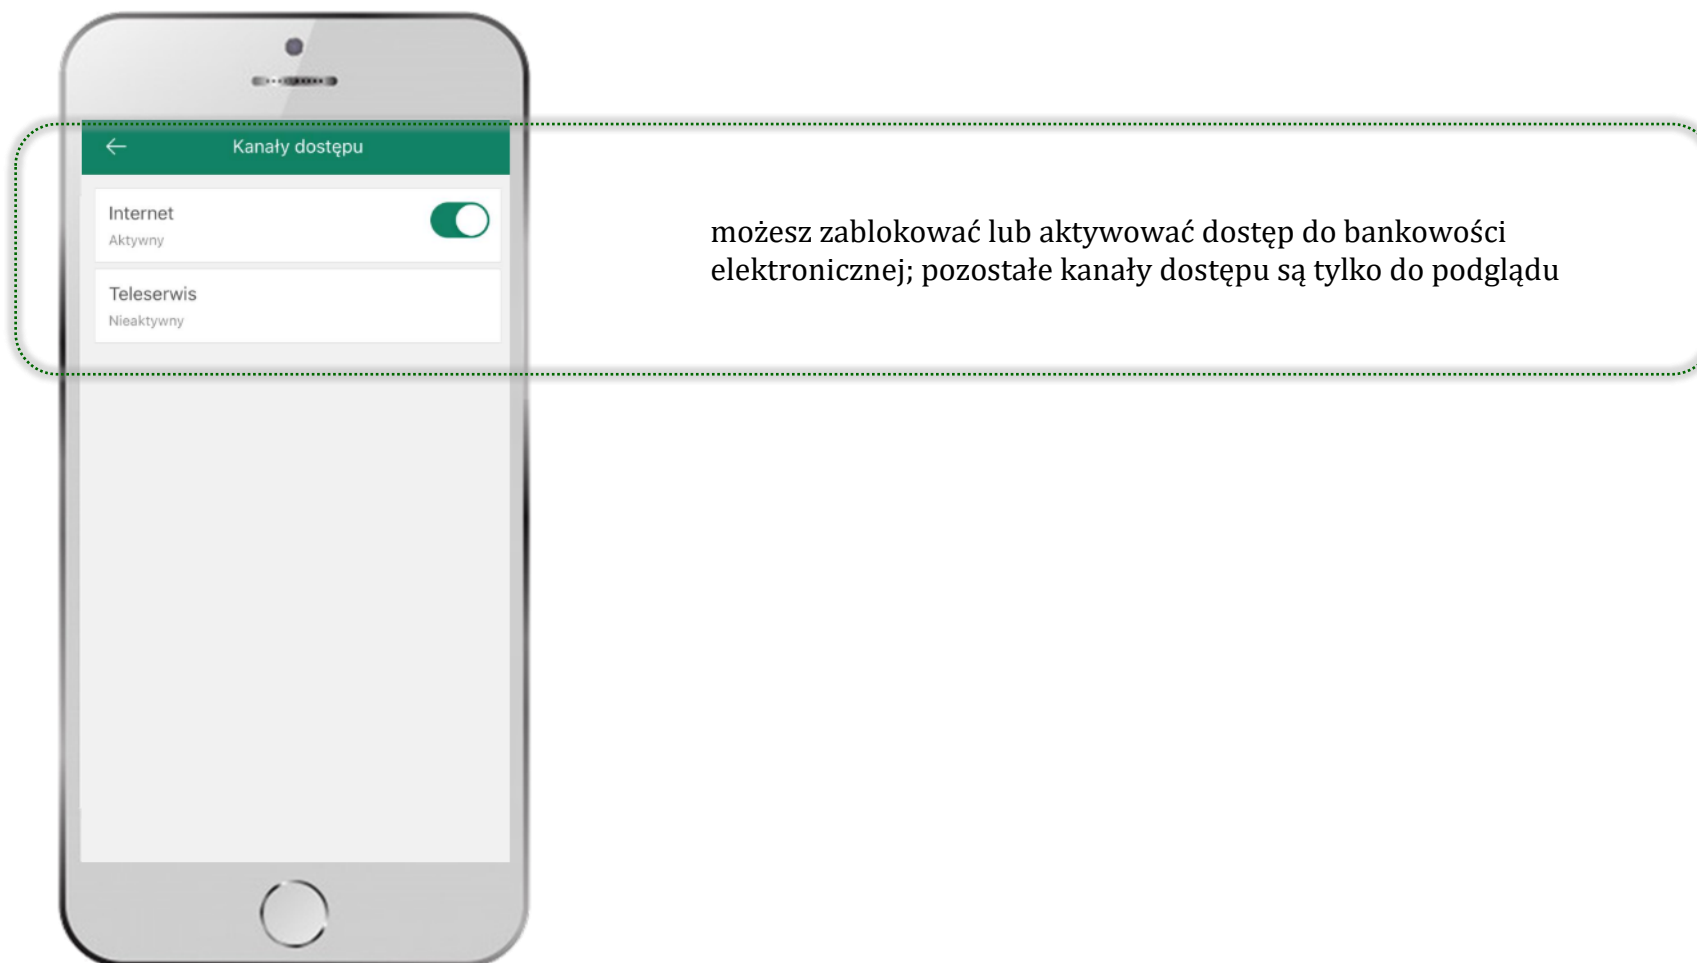 Kanały dostępu
Internet
Aktywny
Teleserwis
Nieaktywny
możesz zablokować lub aktywować dostęp do bankowości
elektronicznej; pozostałe kanały dostępu są tylko do podglądu